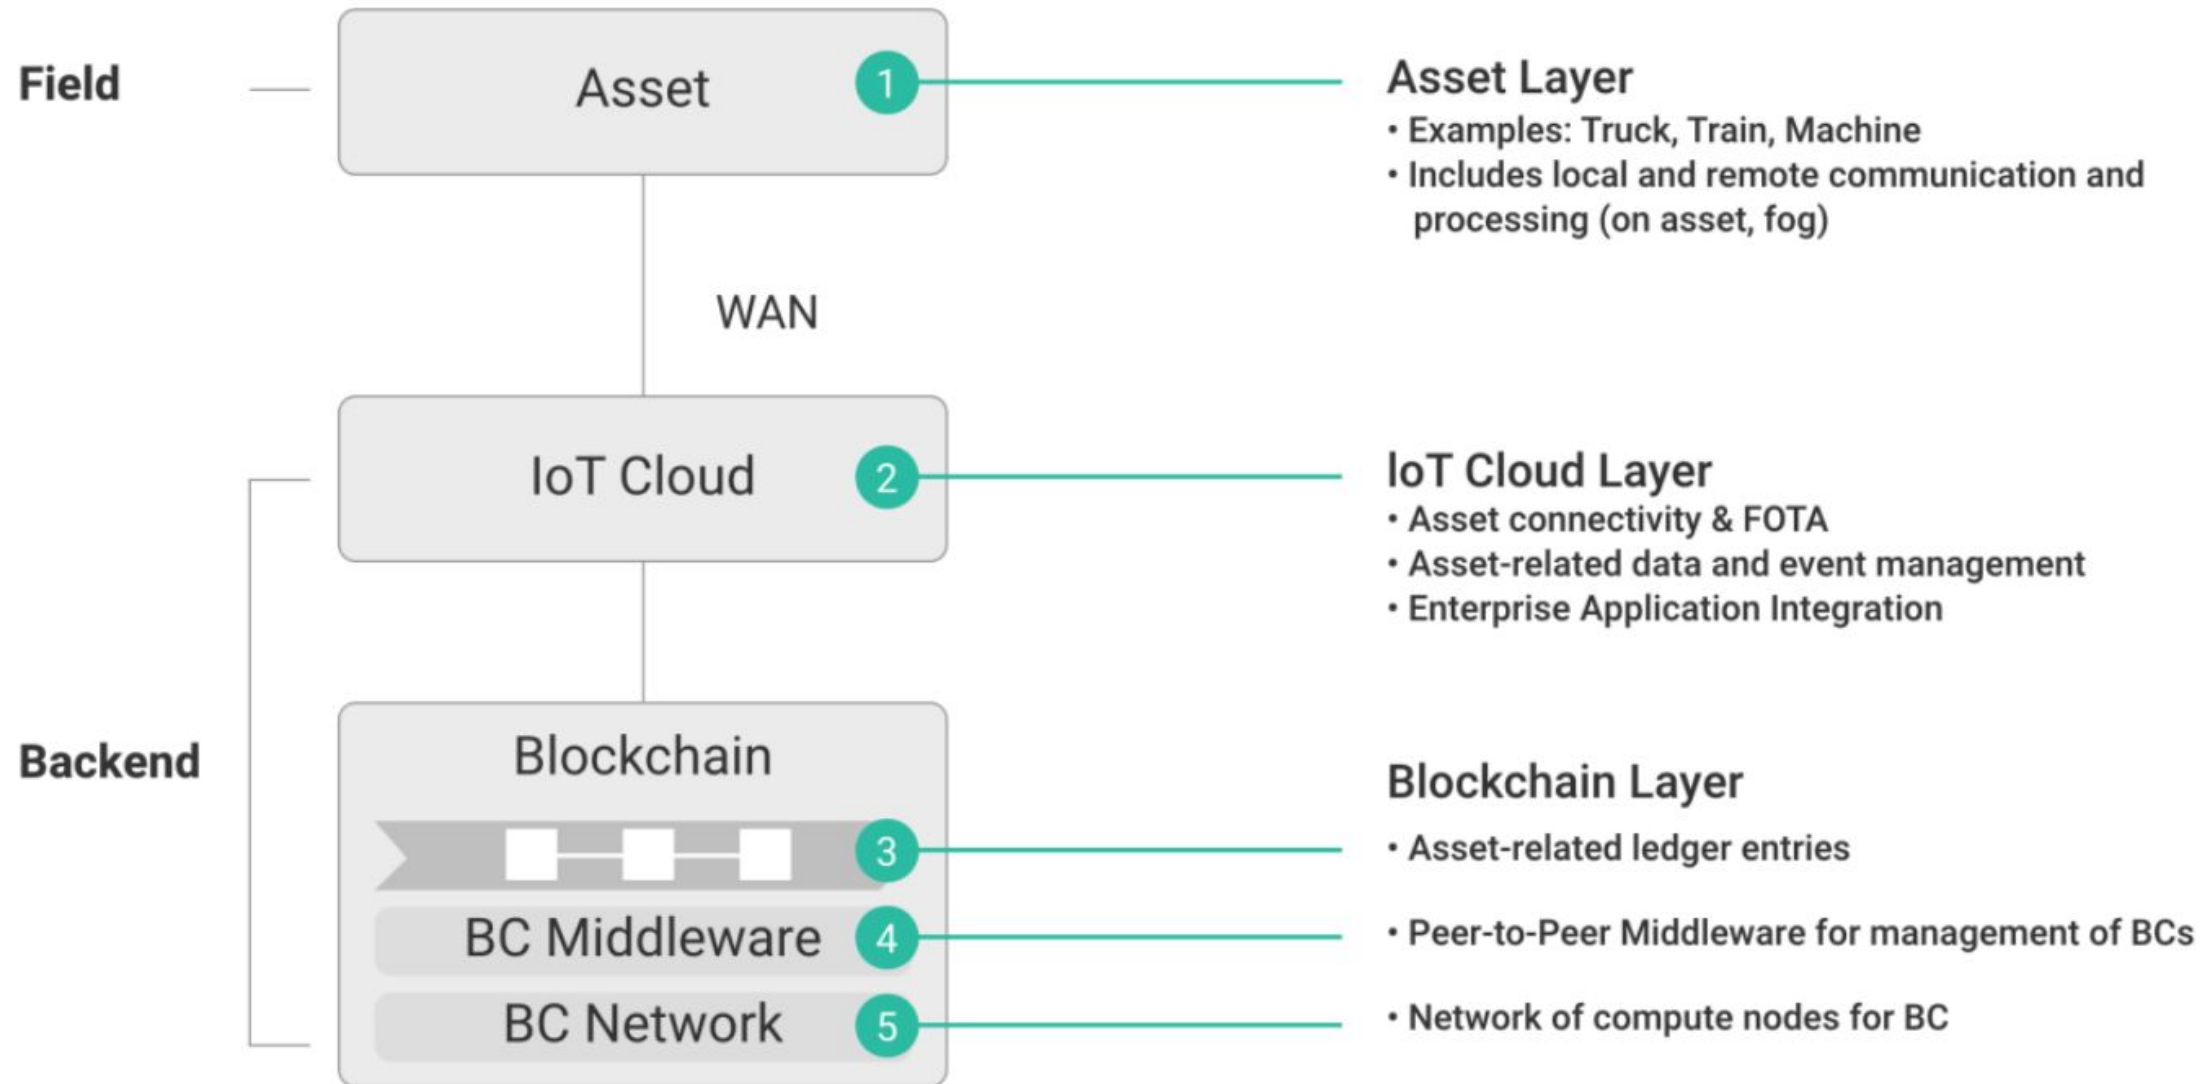 Field
Asset
1
Asset Layer
• Examples: Truck, Train, Machine
• Includes local and remote communication and
processing (on asset, fog)
WAN
IoT Cloud
2
IoT Cloud Layer
• Asset connectivity & FOTA
• Asset-related data and event management
• Enterprise Application Integration
Backend
Blockchain
Blockchain Layer
3
• Asset-related ledger entries
BC Middleware
4
• Peer-to-Peer Middleware for management of BCs
BC Network
5
• Network of compute nodes for BC